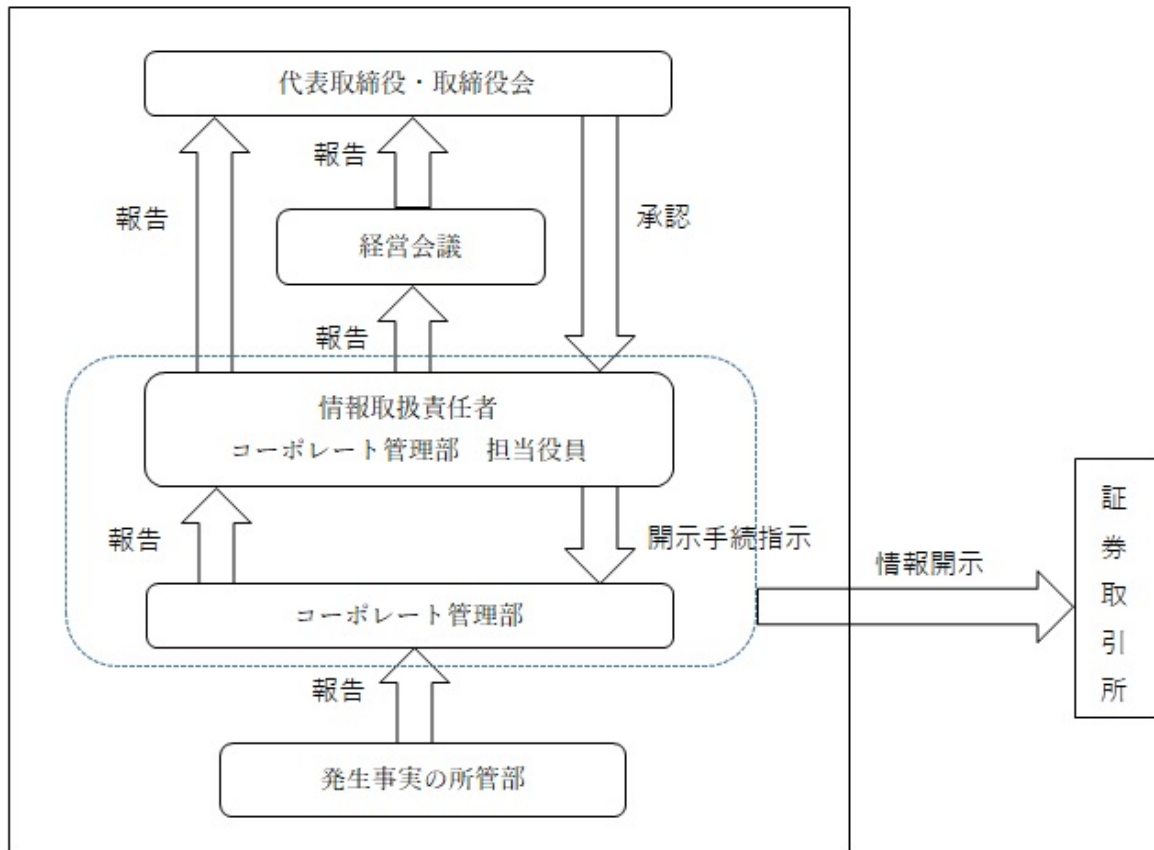 代表取締役・取締役会
報告
報告
承認
経営会議
報告
情報取扱責任者
コーポレート管理部　担当役員
報告
開示手続指示
情報開示
コーポレート管理部
報告
発生事実の所管部
証券取引所